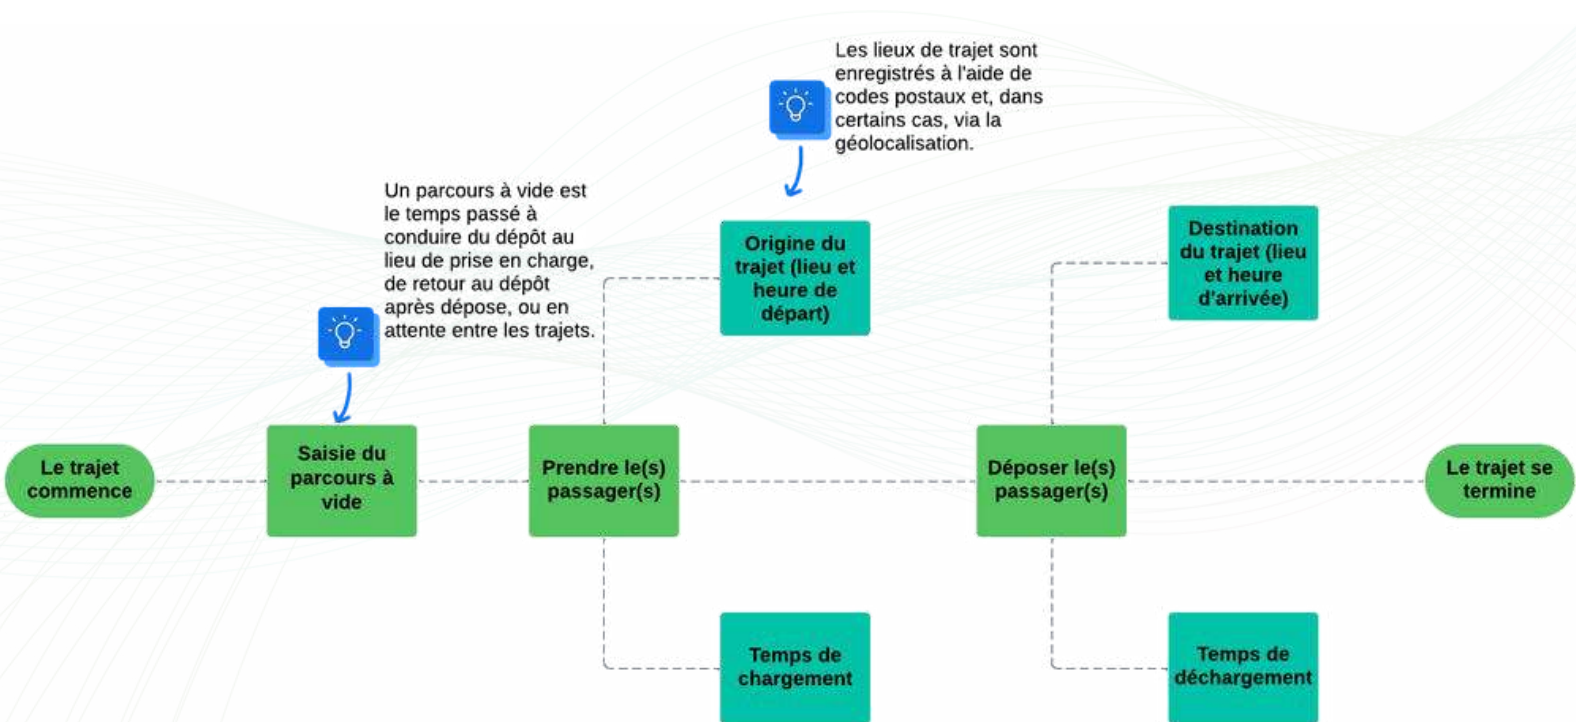 Les lieux de trajet sont
enregistrés à l'aide de
codes postaux et, dans
certains cas, via la
géolocalisation.
Un parcours à vide est
le temps passé à
conduire du dépôt au
lieu de prise en charge,
de retour au dépôt
après dépose, ou en
attente entre les trajets.
Origine du
trajet (lieu et
heure de
départ)
Destination
du trajet (lieu
et heure
d'arrivée)
Le trajet
commence
Saisie du
parcours à
vide
Prendre le(s)
passager(s)
Déposer le(s)
passager(s)
Le trajet se
termine
Temps de
chargement
Temps de
déchargement